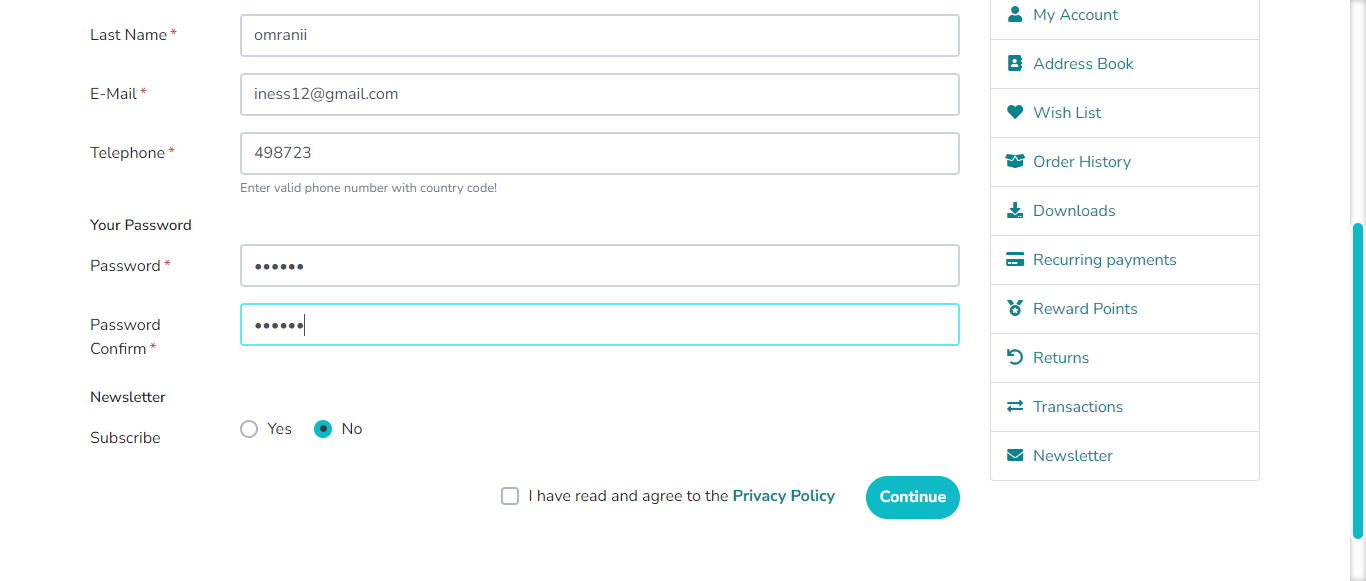 Last Name *
omranii
E-Mail *
iness12@gmail.com
Telephone *
498723
Enter valid phone number with country code!
Your Password
Password *
••••••
Password
Confirm *
••••••
Newsletter
Subscribe
Yes
No
I have read and agree to the Privacy Policy
Continue
My Account
Address Book
Wish List
Order History
Downloads
Recurring payments
Reward Points
Returns
Transactions
Newsletter